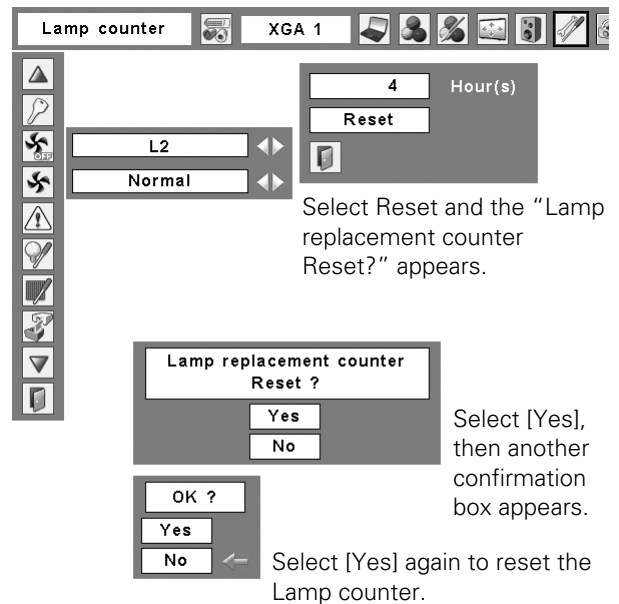 Lamp counter
XGA 1
4 Hour(s)
Reset
L2
OFF
Normal
Select Reset and the “Lamp
replacement counter
Reset?” appears.
Lamp replacement counter
Reset ?
Yes
No
Select [Yes],
then another
confirmation
box appears.
OK ?
Yes
No
Select [Yes] again to reset the
Lamp counter.